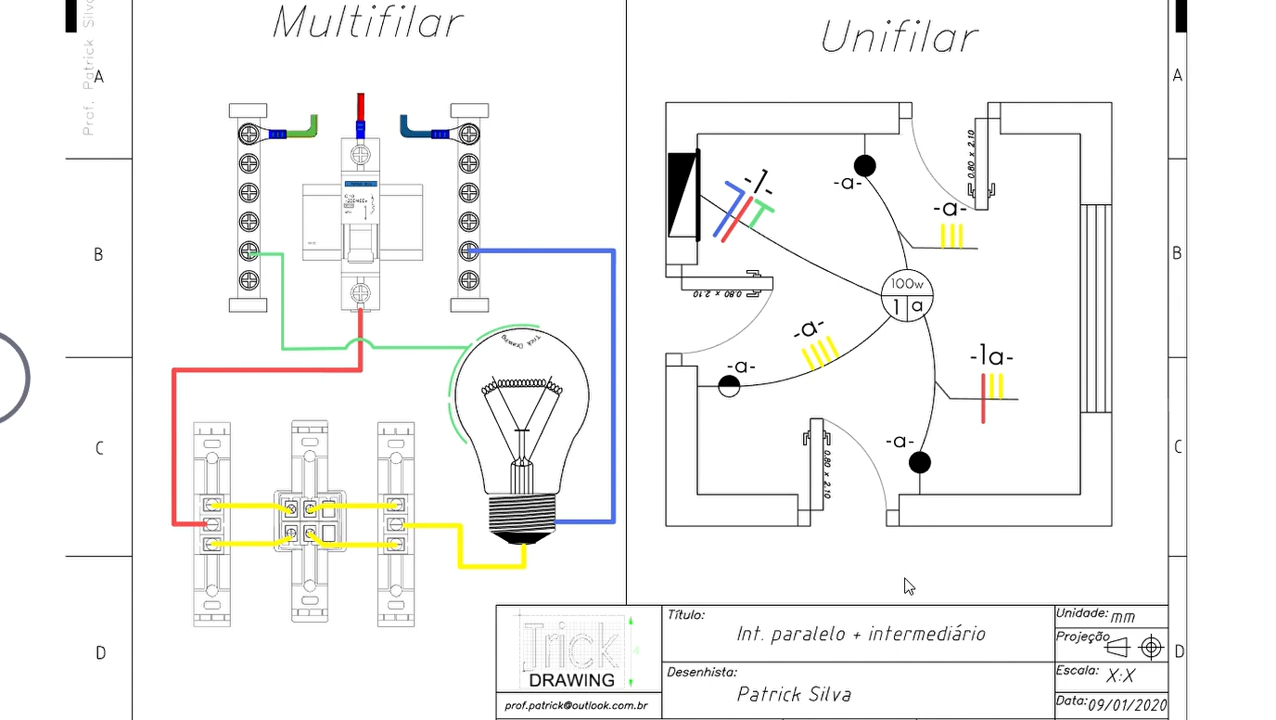 Multifilar
Unifilar
Prof. Patrick Silva
A
B
C
D
A
B
C
D
Trick Drawing
0.80 x 2.10
0.80 x 2.10
0.80 x 2.10
-1-
-a-
-a-
100w
1 a
-a-
-a-
-1a-
-a-
Trick
DRAWING
prof.patrick@outlook.com.br
Título:
Int. paralelo + intermediário
Desenhista:
Patrick Silva
Unidade: mm
Projeção
Escala: X:X
Data: 09/01/2020